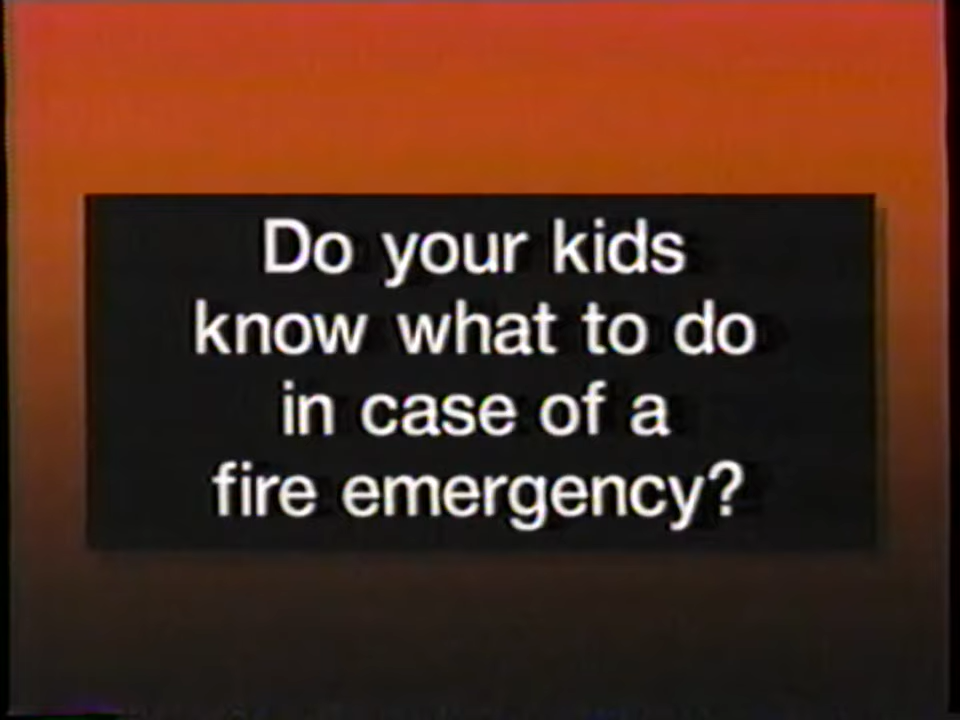 Do your kids
know what to do
in case of a
fire emergency?